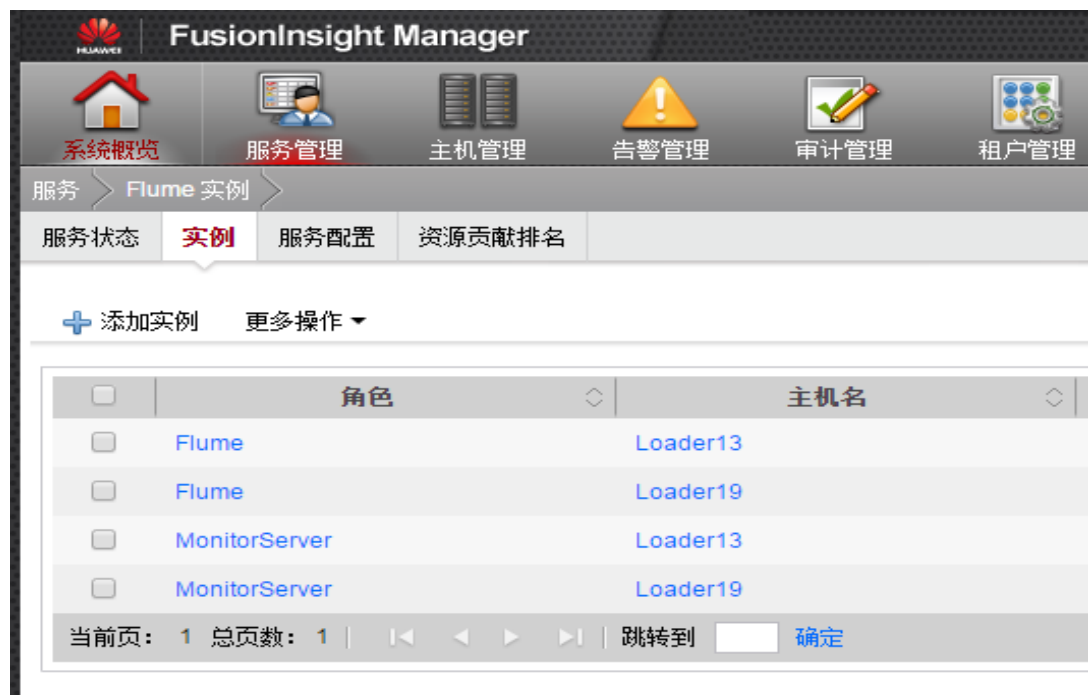 HUAWEI FusionInsight Manager
系统概览 服务管理 主机管理 告警管理 审计管理 租户管理
服务 Flume 实例
服务状态 实例 服务配置 资源贡献排名
添加实例 更多操作
角色 主机名
Flume Loader13
Flume Loader19
MonitorServer Loader13
MonitorServer Loader19
当前页： 1 总页数： 1 跳转到 确定